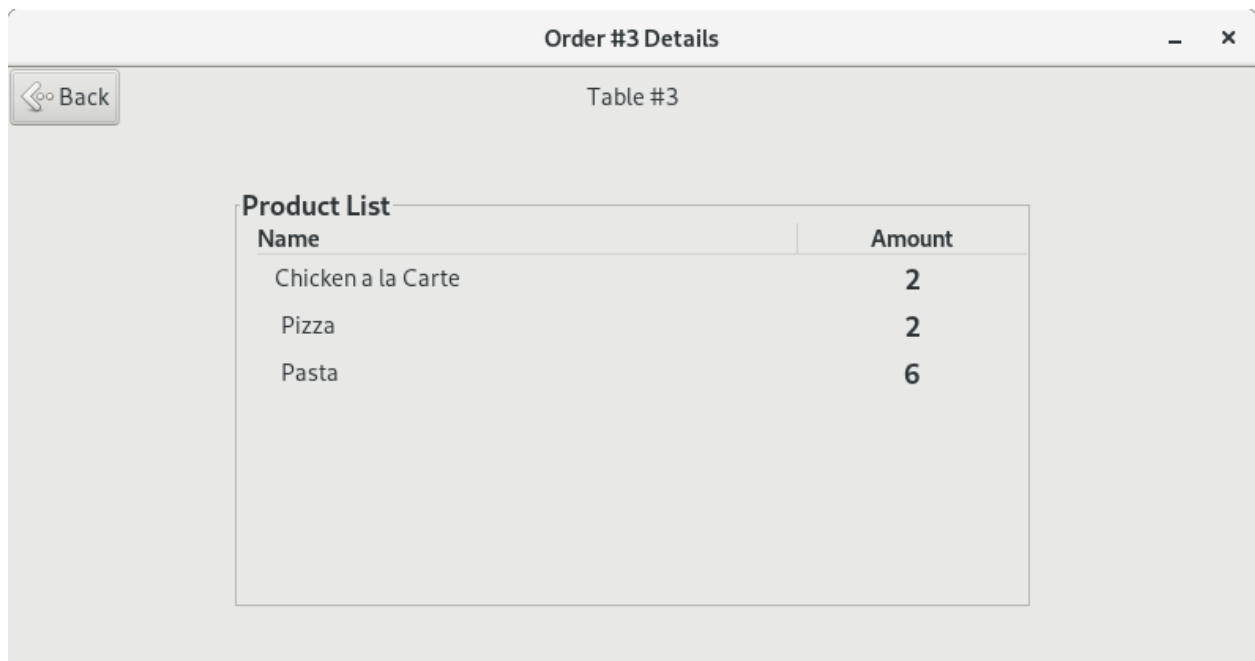 Order #3 Details
Back
Table #3
Product List
Name Amount
Chicken a la Carte 2
Pizza 2
Pasta 6